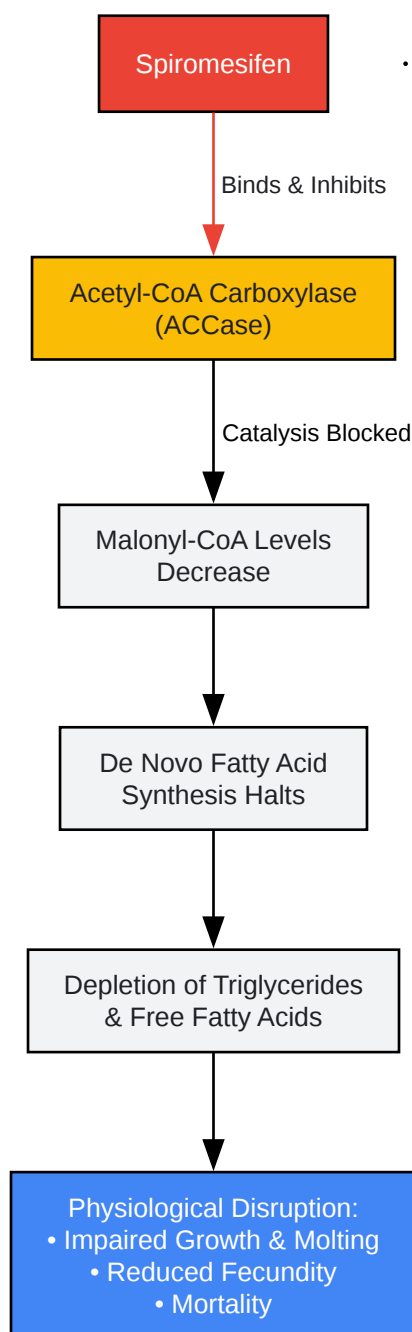 Spiromesifen
Binds & Inhibits
Acetyl-CoA Carboxylase
(ACCase)
Catalysis Blocked
Malonyl-CoA Levels
Decrease
De Novo Fatty Acid
Synthesis Halts
Depletion of Triglycerides
& Free Fatty Acids
Physiological Disruption:
• Impaired Growth & Molting
• Reduced Fecundity
• Mortality